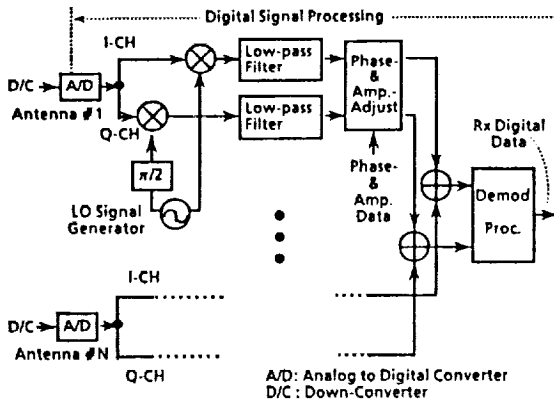 Digital Signal Processing
I-CH
D/C
A/D
Antenna #1
Q-CH
Low-pass
Filter
Low-pass
Filter
Phase-
&
Amp.-
Adjust
π/2
LO Signal
Generator
Phase-
&
Amp.
Data
Rx Digital
Data
Demod
Proc.
I-CH
D/C
A/D
Antenna #N
Q-CH
A/D: Analog to Digital Converter
D/C : Down-Converter